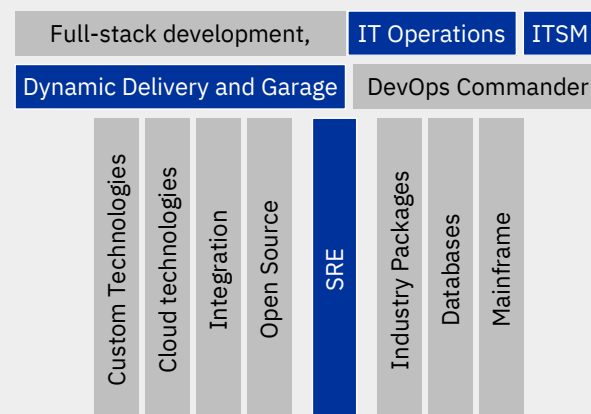 Full-stack development,
IT Operations
ITSM
Dynamic Delivery and Garage
DevOps Commander
Custom Technologies
Cloud technologies
Integration
Open Source
SRE
Industry Packages
Databases
Mainframe